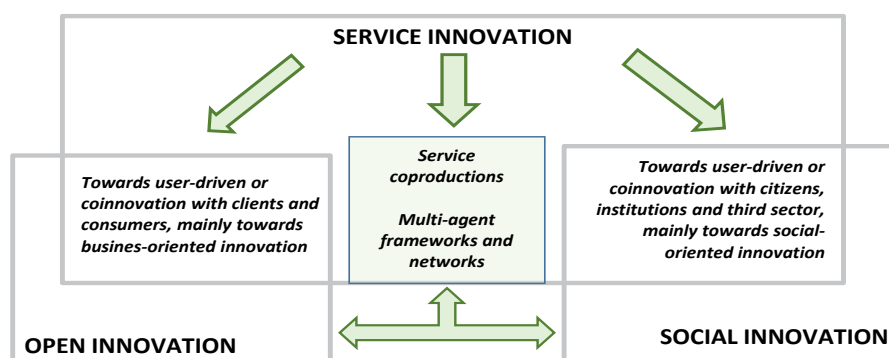 SERVICE INNOVATION
Towards user-driven or
coinnovation with clients and
consumers, mainly towards
busines-oriented innovation
Service
coproductions
Multi-agent
frameworks and
networks
Towards user-driven or
coinnovation with citizens,
institutions and third sector,
mainly towards social-
oriented innovation
OPEN INNOVATION
SOCIAL INNOVATION